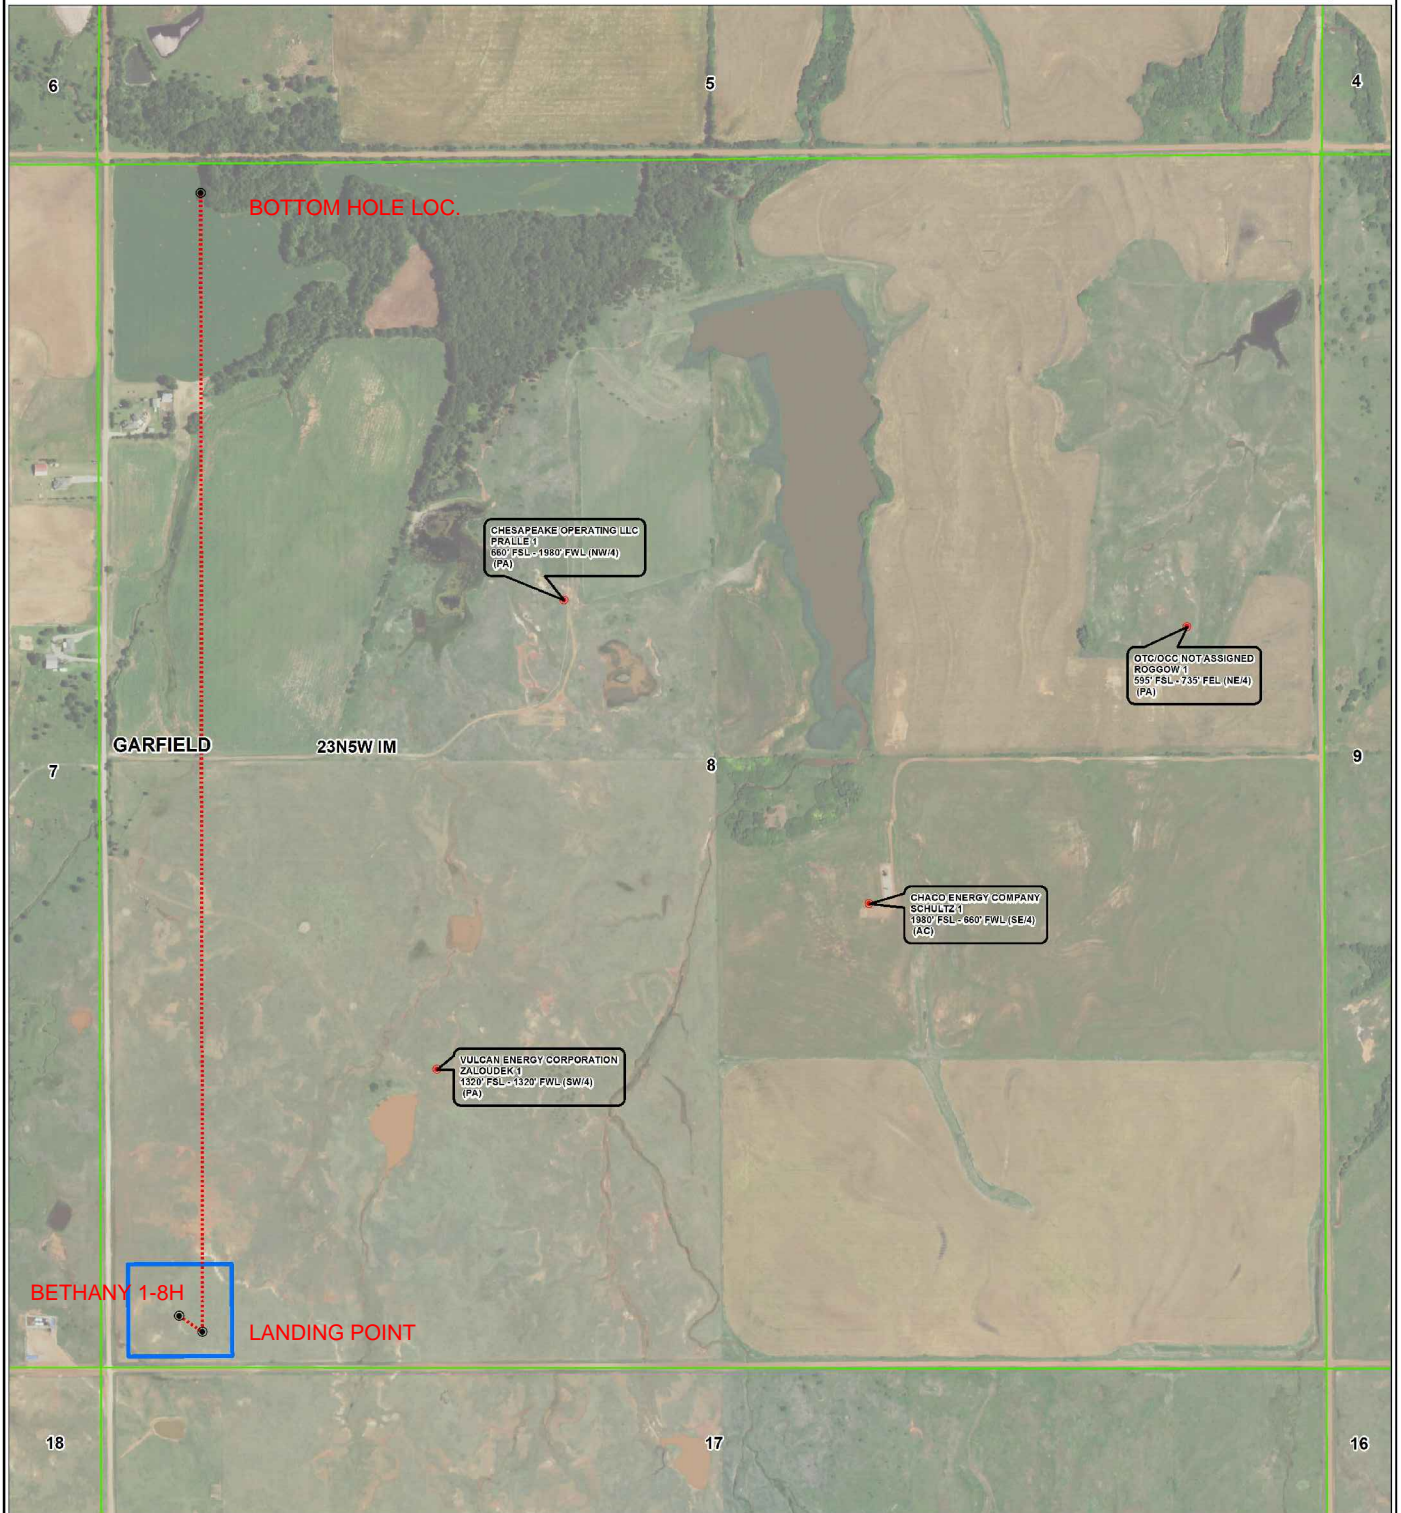 6
5
4
BOTTOM HOLE LOC.
CHESAPEAKE OPERATING LLC
PRALLE 1
660' FSL - 1980' FWL (NW/4)
(PA)
OTC/OCC NOT ASSIGNED
ROGGOW 1
595' FSL - 735' FEL (NE/4)
(PA)
GARFIELD
23N5W IM
7
8
9
CHACO ENERGY COMPANY
SCHULTZ 1
1980' FSL - 660' FWL (SE/4)
(AC)
VULCAN ENERGY CORPORATION
ZALOUDEK 1
1320' FSL - 1320' FWL (SW/4)
(PA)
BETHANY 1-8H
LANDING POINT
18
17
16